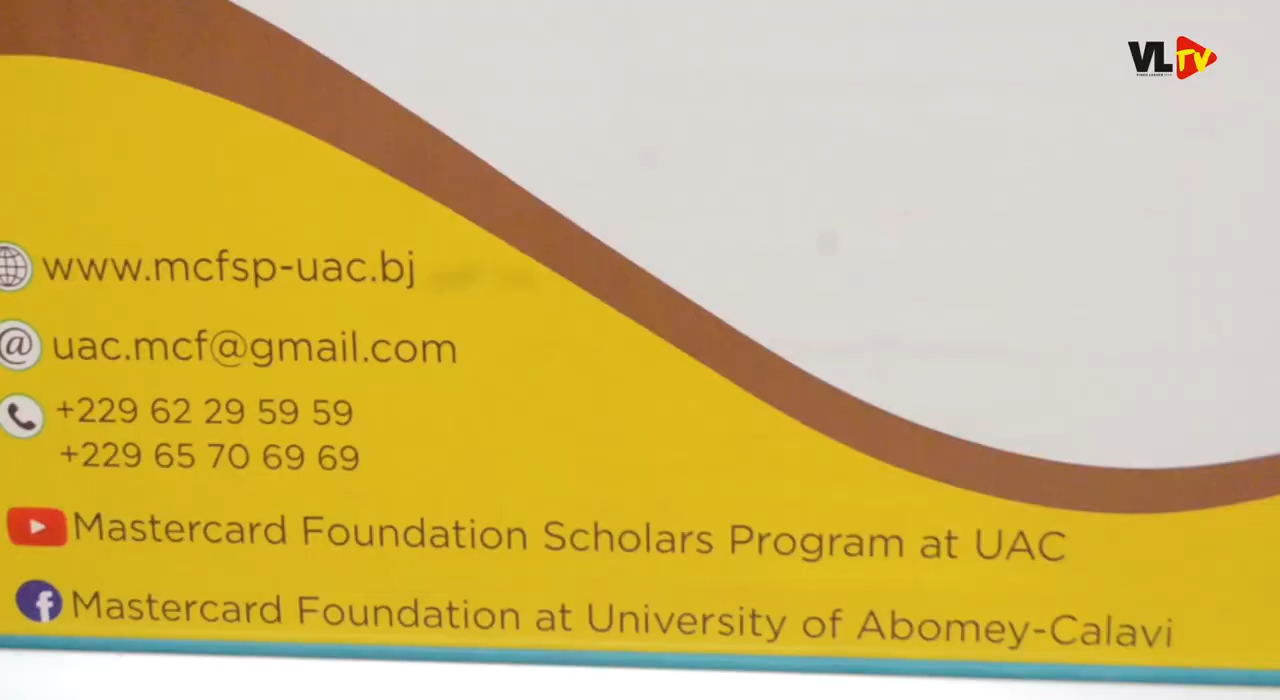 VLTV
www.mcfsp-uac.bj
@ uac.mcf@gmail.com
+229 62 29 59 59
+229 65 70 69 69
Mastercard Foundation Scholars Program at UAC
f Mastercard Foundation at University of Abomey-Calavi